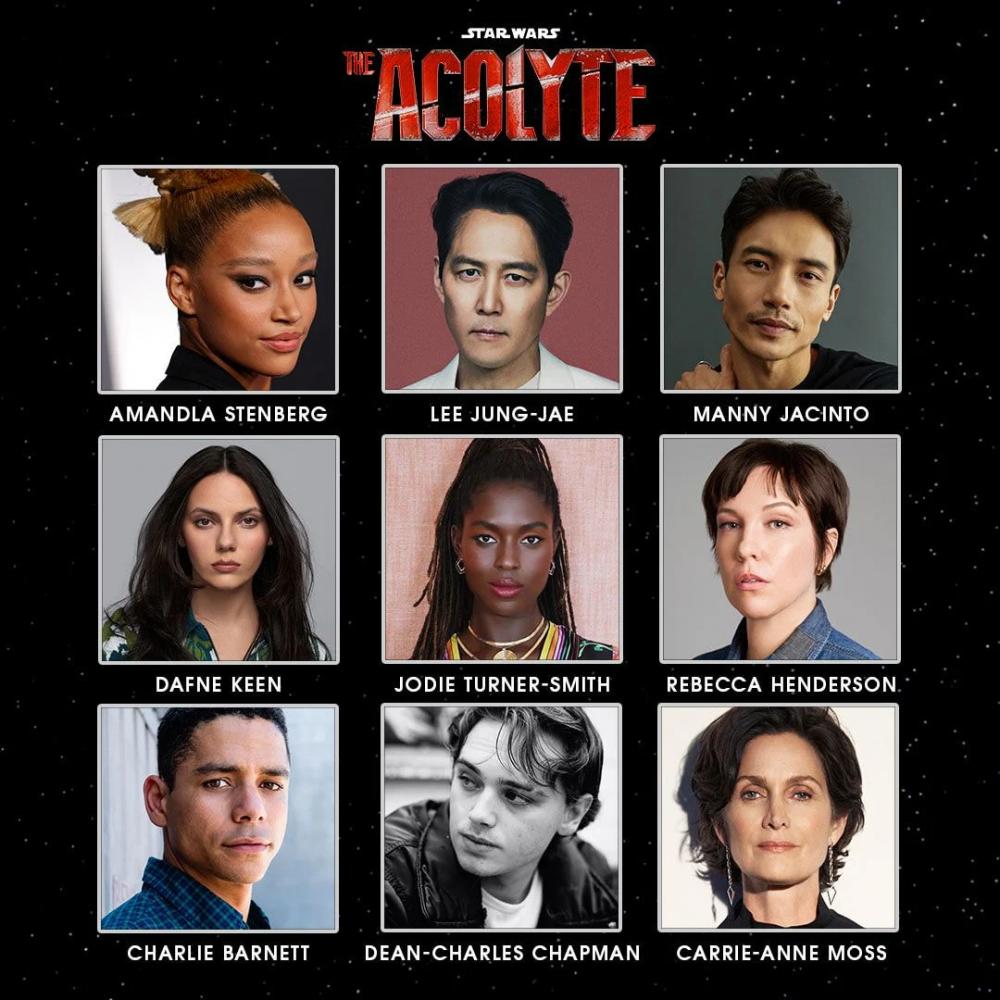 STAR WARS
THE ACOLYTE
AMANDLA STENBERG
LEE JUNG-JAE
MANNY JACINTO
DAFNE KEEN
JODIE TURNER-SMITH
REBECCA HENDERSON
CHARLIE BARNETT
DEAN-CHARLES CHAPMAN
CARRIE-ANNE MOSS